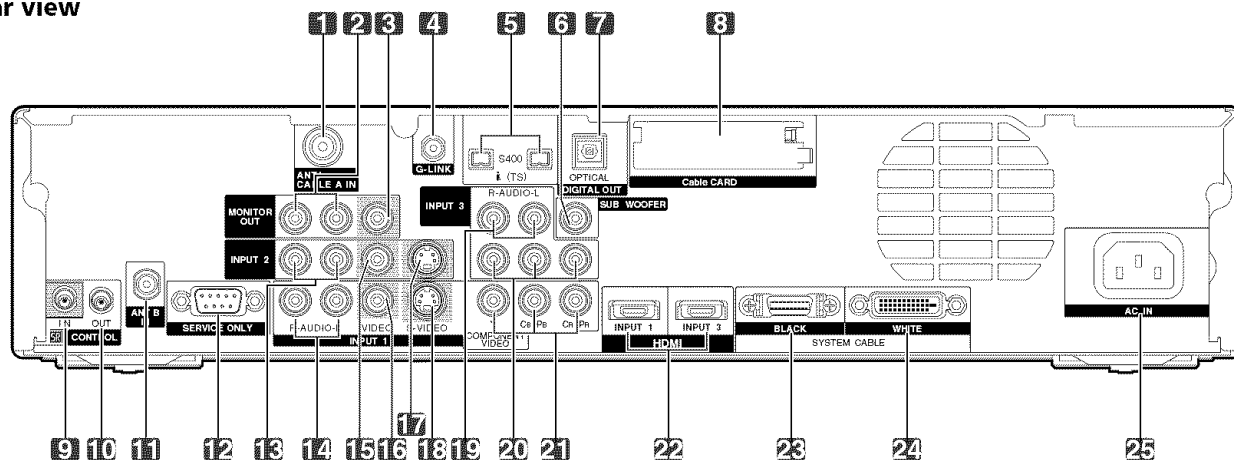 ar view
1 2 3 4 5 6 7 8
G-LINK
S400
i (TS)
OPTICAL
DIGITAL OUT
Cable CARD
ANT
CABLE A IN
MONITOR
OUT
INPUT 3
R-AUDIO-L
SUB WOOFER
INPUT 2
IN
OUT
SR
CONTROL
ANT B
SERVICE ONLY
R-AUDIO-L
VIDEO
S-VIDEO
INPUT 1
COMPONENT
VIDEO
CB PB
CR PR
INPUT 1
INPUT 3
HDMI
BLACK
WHITE
SYSTEM CABLE
AC IN
9 10 11 12 13 14 15 16 17 18 19 20 21 22 23 24 25